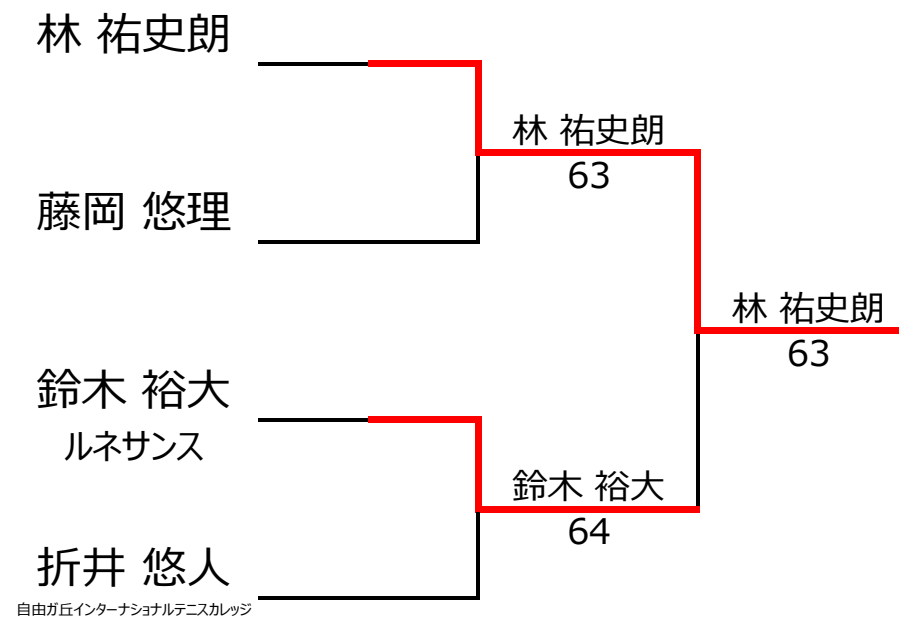 林 祐史朗
林 祐史朗
63
藤岡 悠理
林 祐史朗
63
鈴木 裕大
ルネサンス
鈴木 裕大
64
折井 悠人
自由ガ丘インターナショナルテニスカレッジ